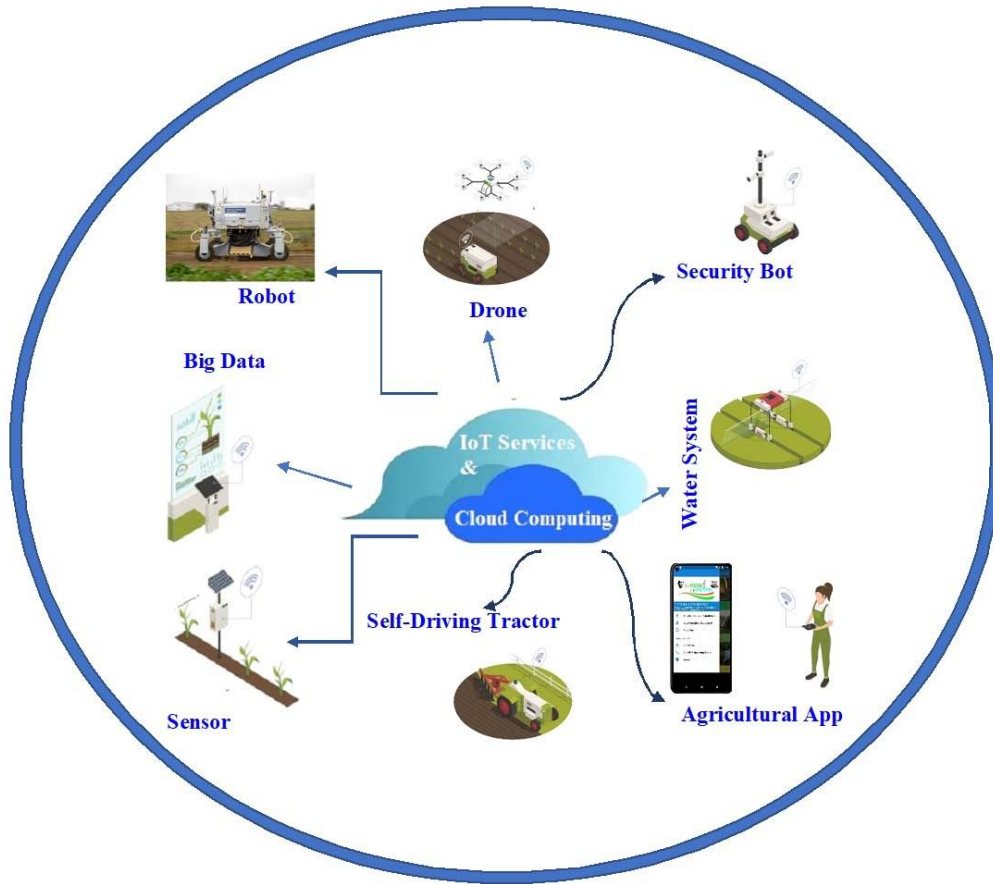 Security Bot
Robot
Drone
Big Data
IoT Services
&
Cloud Computing
Water System
Self-Driving Tractor
Sensor
Agricultural App